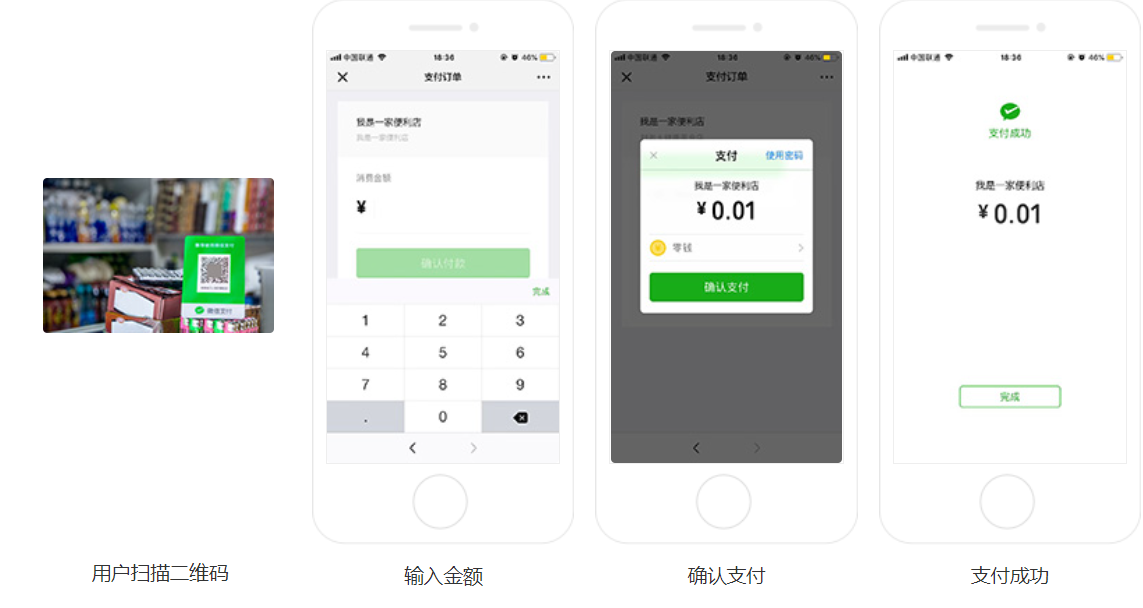 微信支付
用户扫描二维码
中国联通
18:36
46%
支付订单
我是一家便利店
我是一家便利店
消费金额
¥
确认付款
完成
1 2 3
4 5 6
7 8 9
. 0
输入金额
中国联通
18:36
46%
支付订单
我是一家便利店
支付
使用密码
我是一家便利店
¥0.01
零钱
确认支付
确认支付
中国联通
18:36
46%
支付成功
我是一家便利店
¥0.01
完成
支付成功